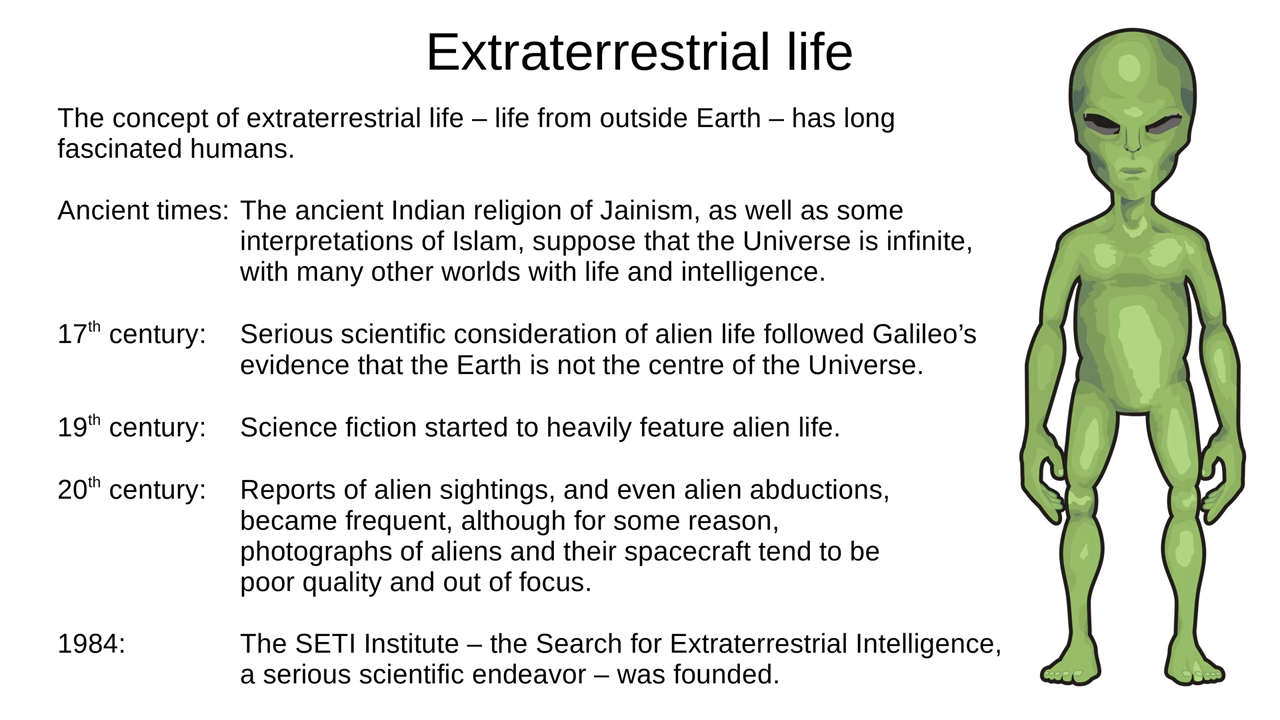 Extraterrestrial life
The concept of extraterrestrial life – life from outside Earth – has long
fascinated humans.
Ancient times: The ancient Indian religion of Jainism, as well as some
interpretations of Islam, suppose that the Universe is infinite,
with many other worlds with life and intelligence.
17th century: Serious scientific consideration of alien life followed Galileo’s
evidence that the Earth is not the centre of the Universe.
19th century: Science fiction started to heavily feature alien life.
20th century: Reports of alien sightings, and even alien abductions,
became frequent, although for some reason,
photographs of aliens and their spacecraft tend to be
poor quality and out of focus.
1984: The SETI Institute – the Search for Extraterrestrial Intelligence,
a serious scientific endeavor – was founded.